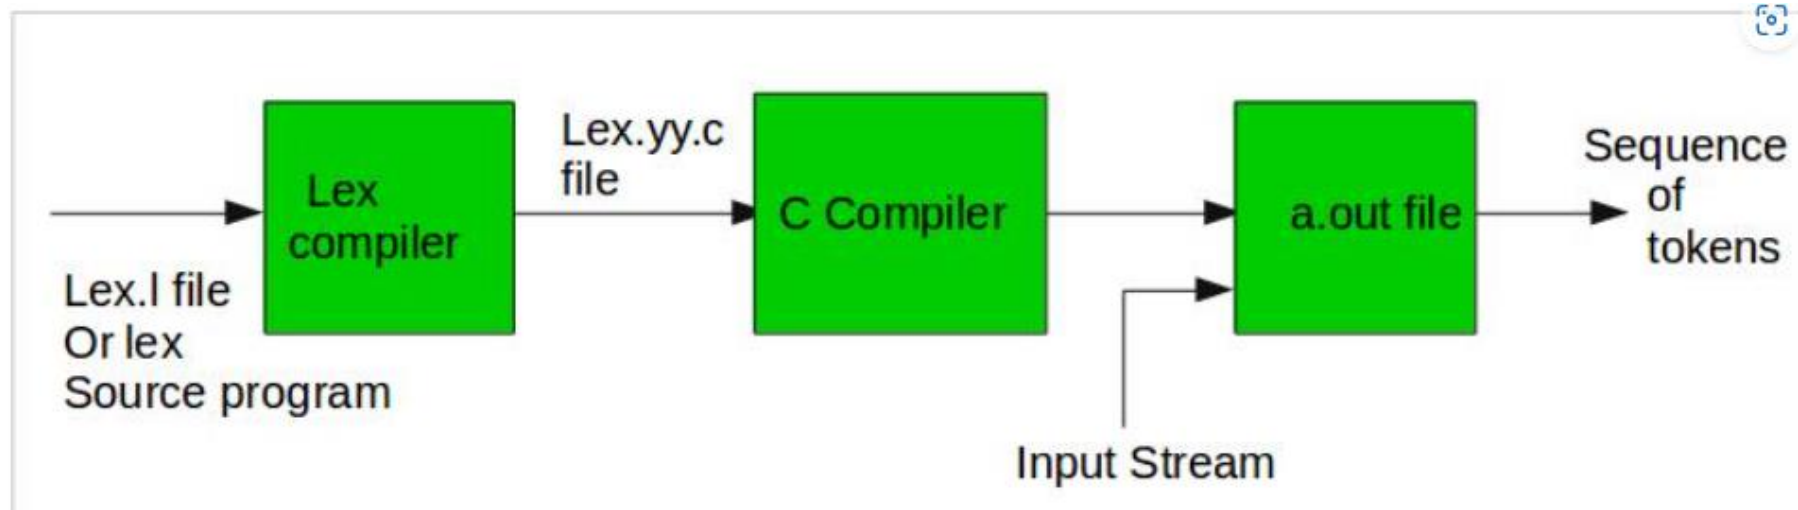 Lex.l file
Or lex
Source program
Lex
compiler
Lex.yy.c
file
C Compiler
a.out file
Input Stream
Sequence
of
tokens